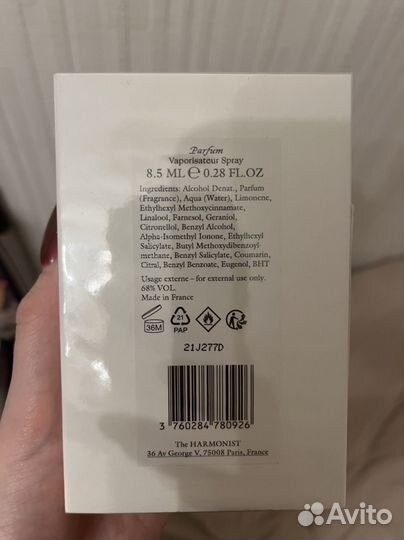 Parfum
Vaporisateur Spray
8.5 ML ℮ 0.28 FL.OZ
Ingredients: Alcohol Denat., Parfum
(Fragrance), Aqua (Water), Limonene,
Ethylhexyl Methoxycinnamate,
Linalool, Farnesol, Geraniol,
Citronellol, Benzyl Alcohol,
Alpha-Isomethyl Ionone, Ethylhexyl
Salicylate, Butyl Methoxydibenzoyl-
methane, Benzyl Salicylate, Coumarin,
Citral, Benzyl Benzoate, Eugenol, BHT
Usage externe – for external use only.
68% VOL.
Made in France
36M
21
PAP
21J277D
3 760284 780926
The HARMONIST
36 Av George V, 75008 Paris, France
Avito